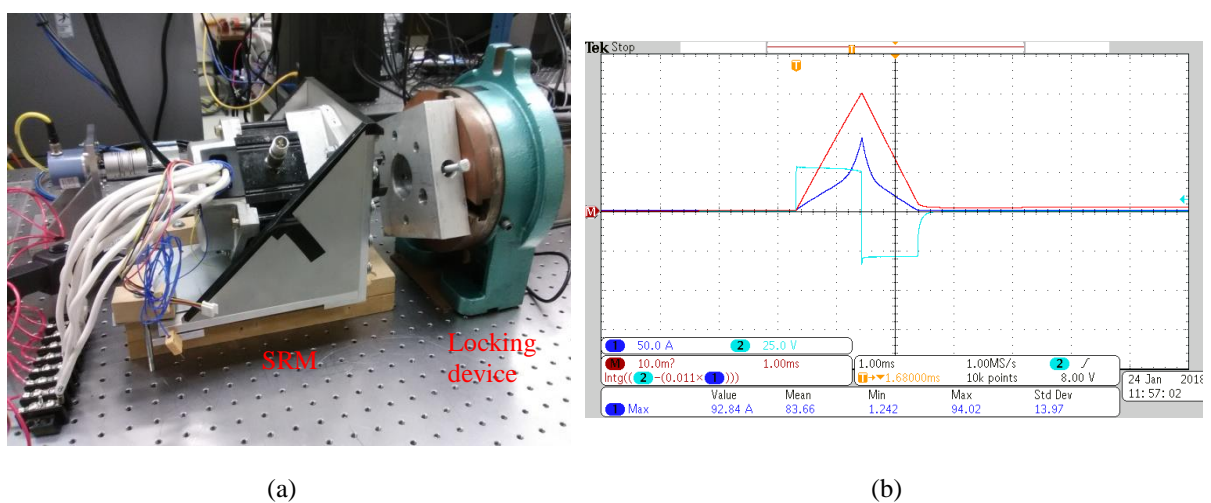 SRM
Locking
device
(a)
Tek Stop
T
T
M
1 50.0 A 2 25.0 V
M 10.0m? 1.00ms
Intg((2-(0.011×1)))
1.00ms 1.00MS/s 2 ∫
T→▼1.68000ms 10k points 8.00 V
Value Mean Min Max Std Dev
1 Max 92.84 A 83.66 1.242 94.02 13.97
24 Jan 2018
11:57:02
(b)